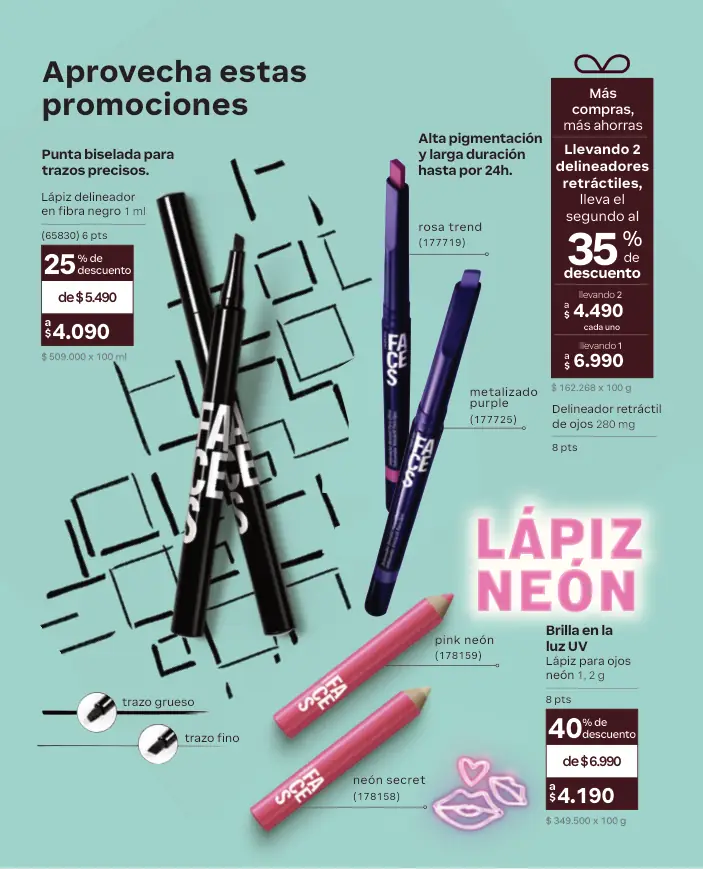 Aprovecha estas
promociones
Punta biselada para
trazos precisos.
Lápiz delineador
en fibra negro 1 ml
(65830) 6 pts
25 % de descuento
de $ 5.490
a $ 4.090
$ 509.000 x 100 ml
Alta pigmentación
y larga duración
hasta por 24h.
rosa trend
(177719)
metalizado
purple
(177725)
Más
compras,
más ahorras
Llevando 2
delineadores
retráctiles,
lleva el
segundo al
35 % de
descuento
llevando 2
a $ 4.490
cada uno
llevando 1
a $ 6.990
$ 162.268 x 100 g
Delineador retráctil
de ojos 280 mg
8 pts
FACES
FACES
FACES
FACES
LÁPIZ
NEÓN
Brilla en la
luz UV
Lápiz para ojos
neón 1, 2 g
8 pts
40 % de descuento
de $ 6.990
a $ 4.190
$ 349.500 x 100 g
pink neón
(178159)
FACES
neón secret
(178158)
FACES
trazo grueso
trazo fino